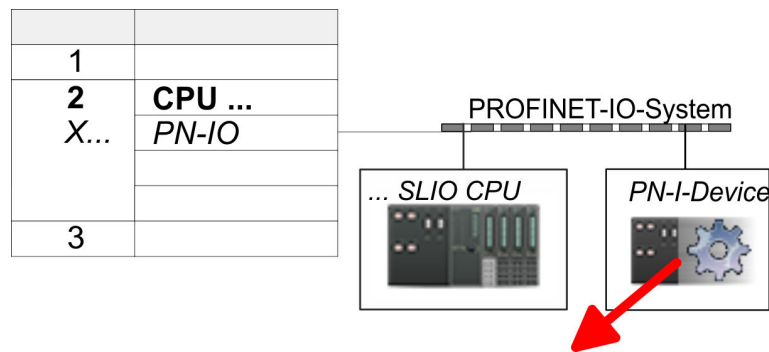 1
2 CPU ...
X... PN-IO
3
PROFINET-IO-System
... SLIO CPU
PN-I-Device